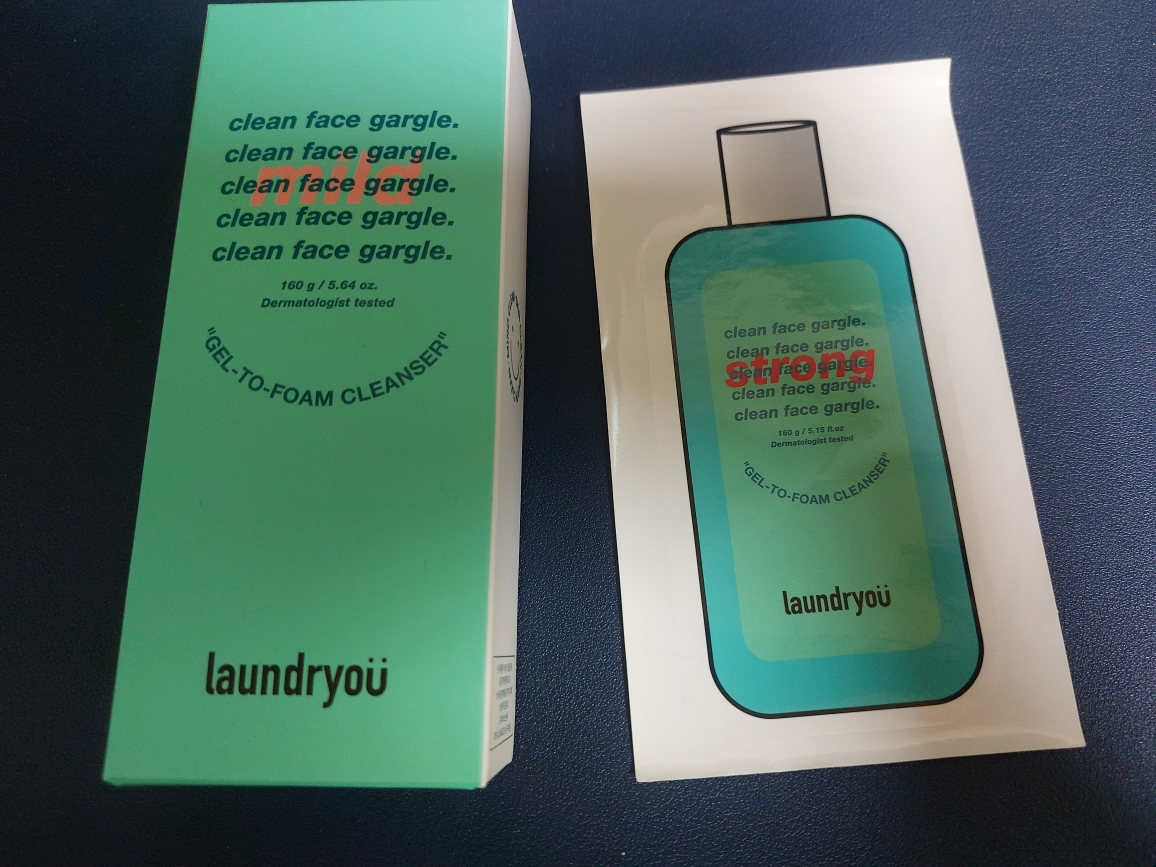 clean face gargle.
clean face gargle.
mild
clean face gargle.
clean face gargle.
clean face gargle.
160 g / 5.64 oz.
Dermatologist tested
"GEL-TO-FOAM CLEANSER"
laundryoü
clean face gargle.
clean face gargle.
strong
clean face gargle.
clean face gargle.
clean face gargle.
160 g / 5.15 fl.oz
Dermatologist tested
"GEL-TO-FOAM CLEANSER"
laundryoü